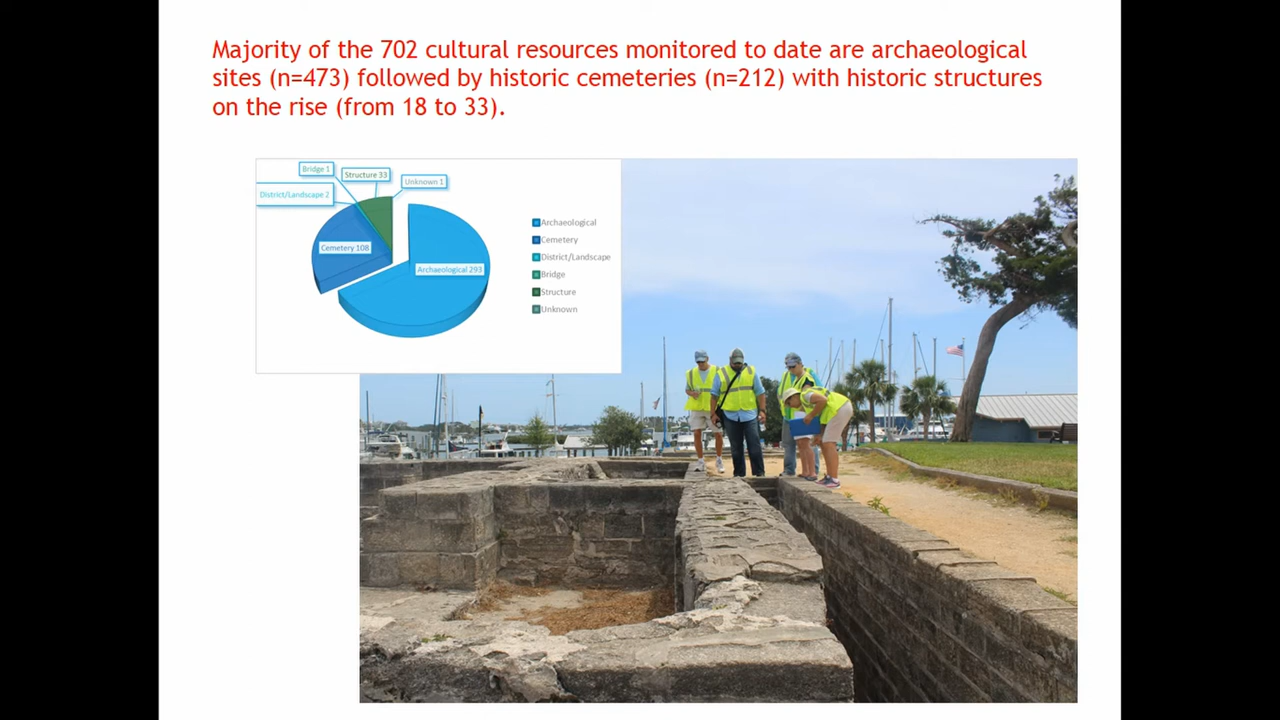 Majority of the 702 cultural resources monitored to date are archaeological
sites (n=473) followed by historic cemeteries (n=212) with historic structures
on the rise (from 18 to 33).
Bridge 1
Structure 33
Unknown 1
District/Landscape 2
Cemetery 108
Archaeological 293
Archaeological
Cemetery
District/Landscape
Bridge
Structure
Unknown